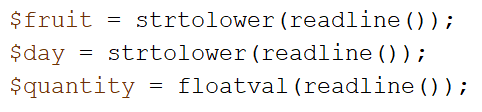 $fruit = strtolower(readline());
$day = strtolower(readline());
$quantity = floatval(readline());